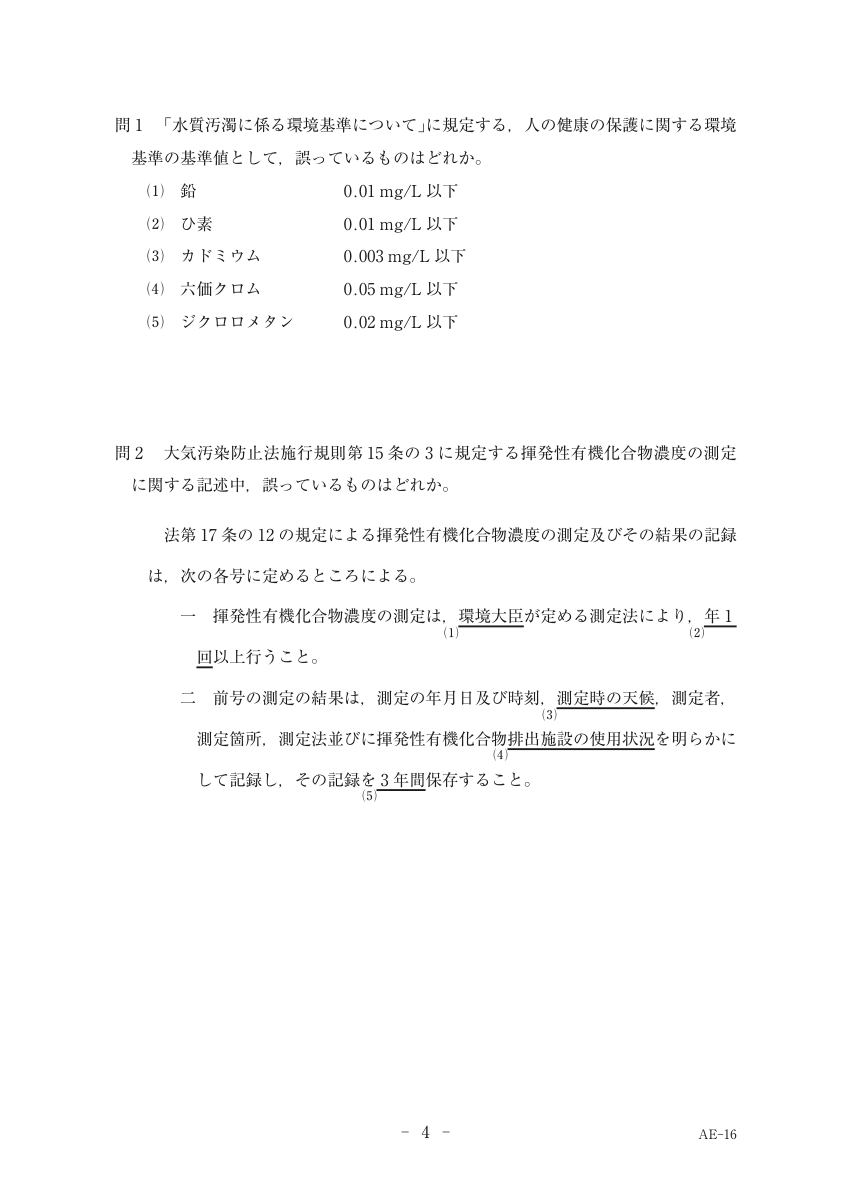 問1　「水質汚濁に係る環境基準について」に規定する，人の健康の保護に関する環境
基準の基準値として，誤っているものはどれか。
⑴　鉛　0.01 mg/L 以下
⑵　ひ素　0.01 mg/L 以下
⑶　カドミウム　0.003 mg/L 以下
⑷　六価クロム　0.05 mg/L 以下
⑸　ジクロロメタン　0.02 mg/L 以下
問2　大気汚染防止法施行規則第 15 条の 3 に規定する揮発性有機化合物濃度の測定
に関する記述中，誤っているものはどれか。
法第 17 条の 12 の規定による揮発性有機化合物濃度の測定及びその結果の記録
は，次の各号に定めるところによる。
一　揮発性有機化合物濃度の測定は，⑴環境大臣が定める測定法により，⑵年 1
回以上行うこと。
二　前号の測定の結果は，測定の年月日及び時刻，⑶測定時の天候，測定者，
測定箇所，測定法並びに揮発性有機化合物⑷排出施設の使用状況を明らかに
して記録し，その記録を⑸3 年間保存すること。
− 4 −
AE−16